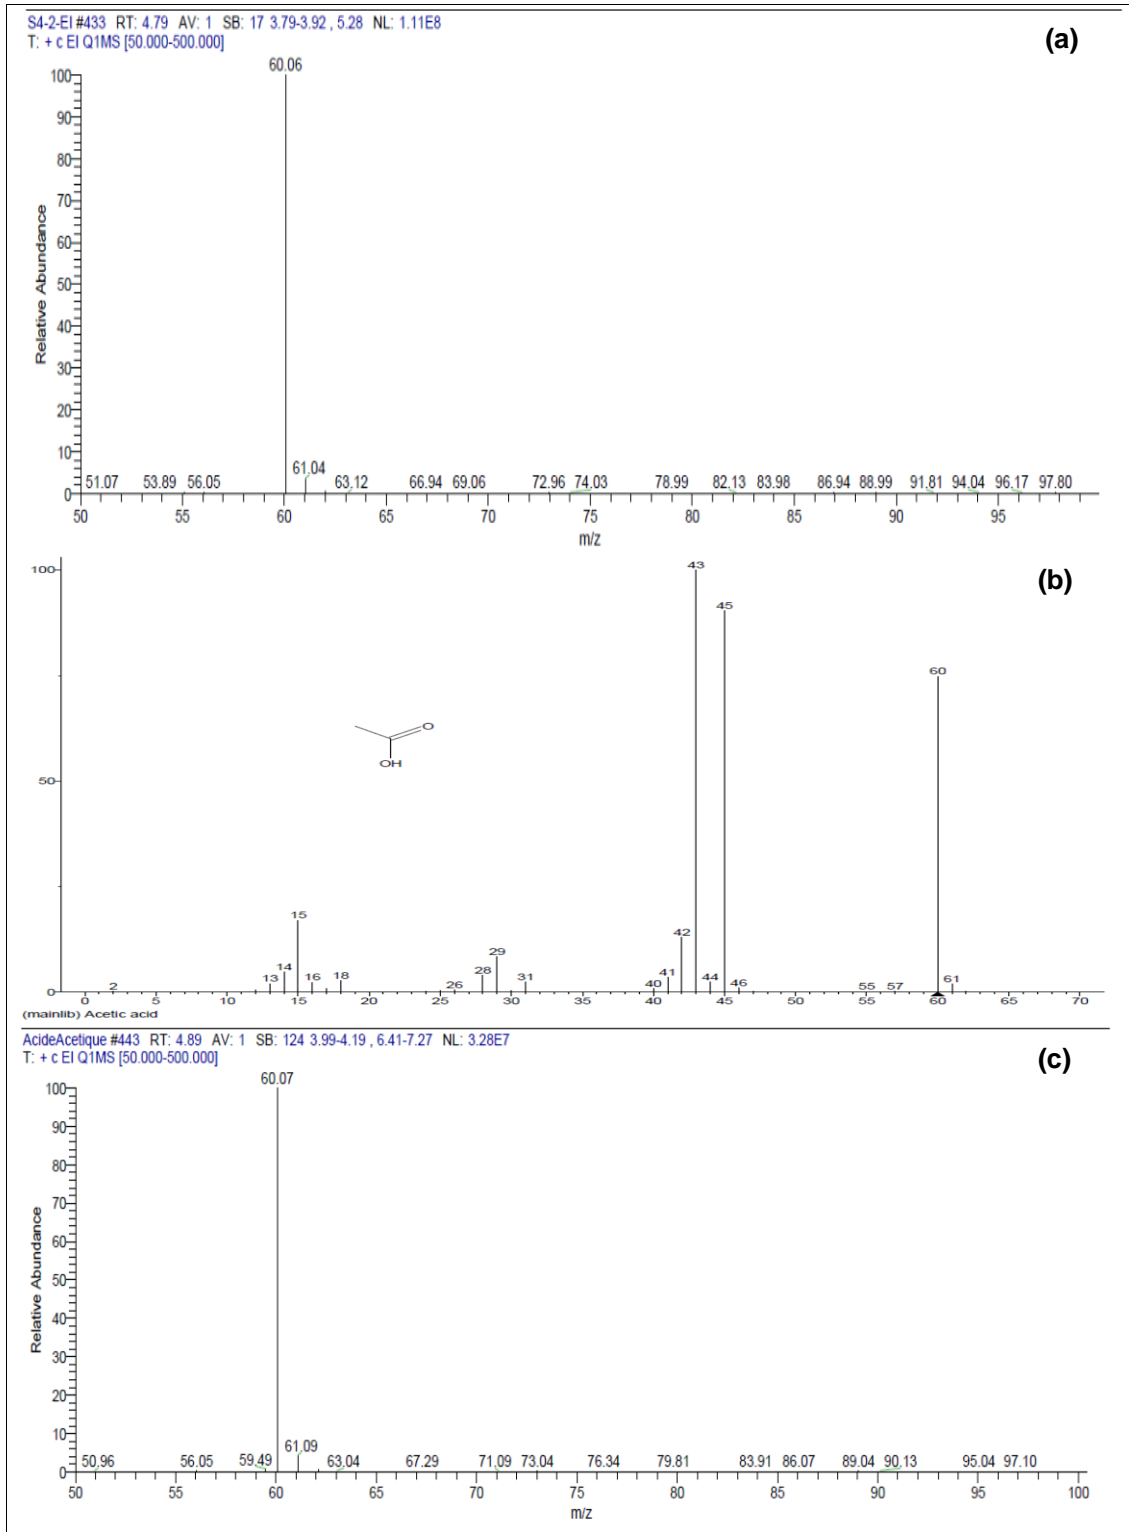 S4-2-EI #433 RT: 4.79 AV: 1 SB: 17 3.79-3.92 , 5.28 NL: 1.11E8
T: + c EI Q1MS [50.000-500.000]
(a)
60.06
100
90
80
70
60
50
40
30
20
10
0
Relative Abundance
61.04
51.07 53.89 56.05 63.12 66.94 69.06 72.96 74.03 78.99 82.13 83.98 86.94 88.99 91.81 94.04 96.17 97.80
50 55 60 65 70 75 80 85 90 95
m/z
(b)
100
50
0
43
45
60
O
OH
15
42
29
14 28 41
13 16 18 31 44 61
2 26 40 46 55 57
0 5 10 15 20 25 30 35 40 45 50 55 60 65 70
(mainlib) Acetic acid
AcideAcetique #443 RT: 4.89 AV: 1 SB: 124 3.99-4.19 , 6.41-7.27 NL: 3.28E7
T: + c EI Q1MS [50.000-500.000]
(c)
60.07
100
90
80
70
60
50
40
30
20
10
0
Relative Abundance
61.09
50.96 56.05 59.49 63.04 67.29 71.09 73.04 76.34 79.81 83.91 86.07 89.04 90.13 95.04 97.10
50 55 60 65 70 75 80 85 90 95 100
m/z